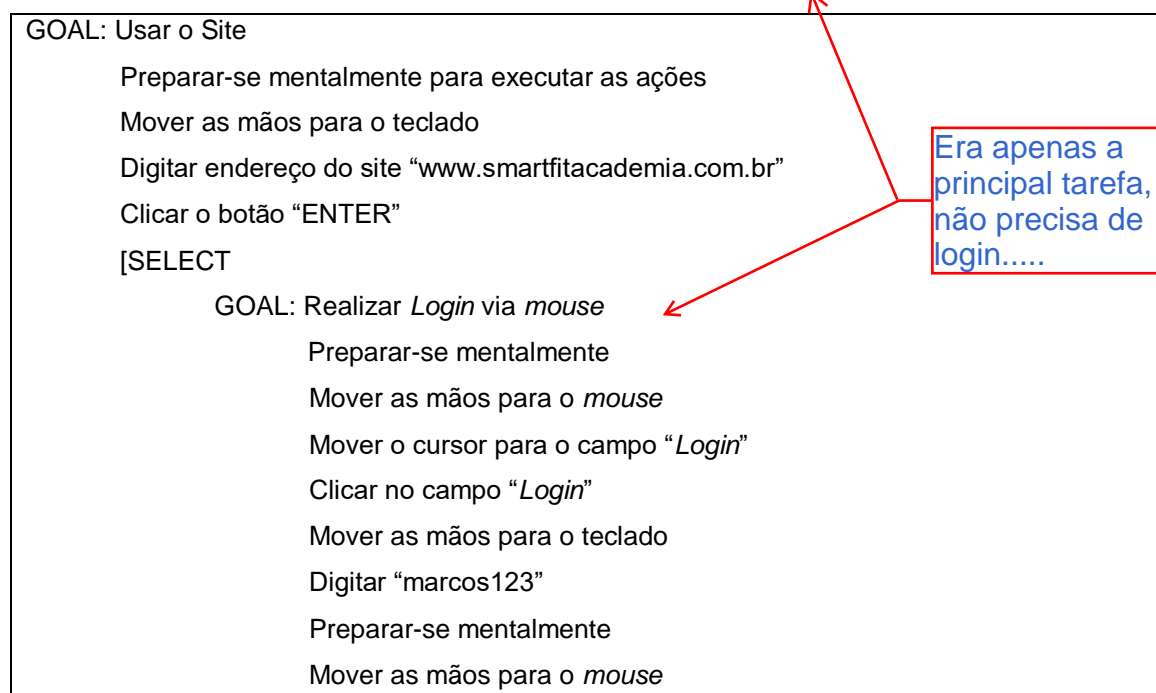 GOAL: Usar o Site
Preparar-se mentalmente para executar as ações
Mover as mãos para o teclado
Digitar endereço do site “www.smartfitacademia.com.br”
Clicar o botão “ENTER”
[SELECT
GOAL: Realizar Login via mouse
Preparar-se mentalmente
Mover as mãos para o mouse
Mover o cursor para o campo “Login”
Clicar no campo “Login”
Mover as mãos para o teclado
Digitar “marcos123”
Preparar-se mentalmente
Mover as mãos para o mouse
Era apenas a
principal tarefa,
não precisa de
login.....